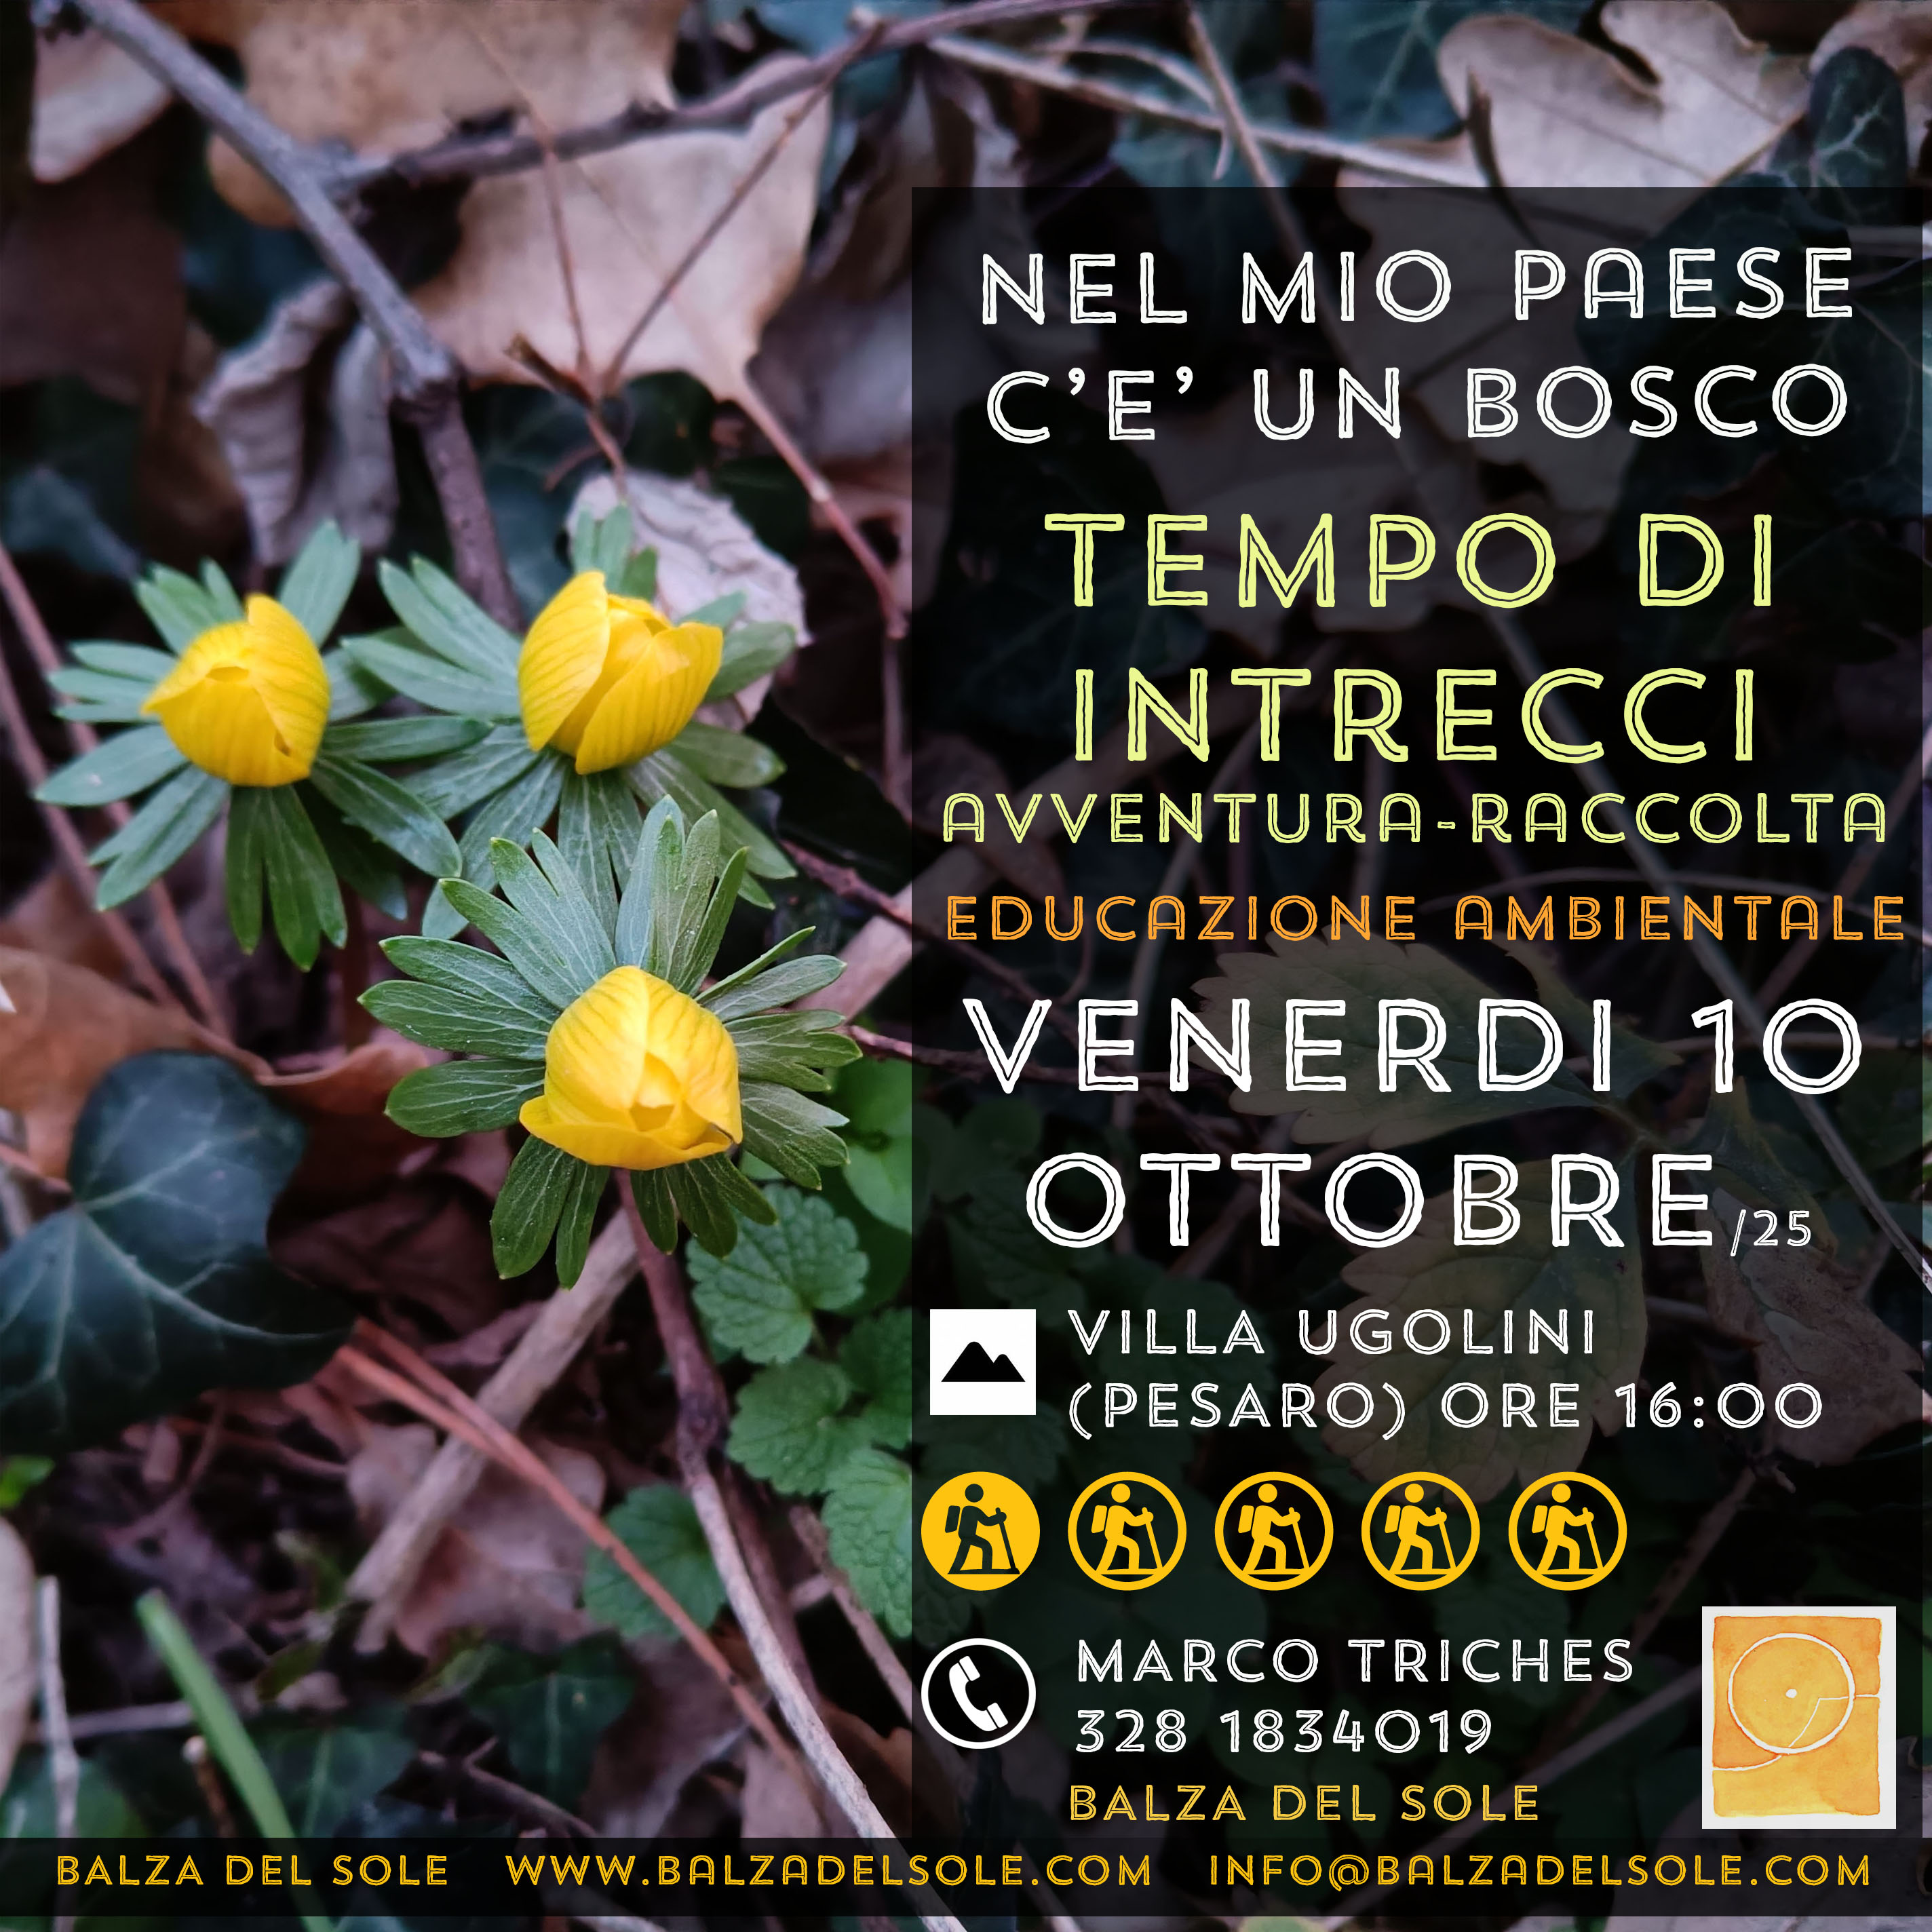 NEL MIO PAESE
C'E' UN BOSCO
TEMPO DI
INTRECCI
AVVENTURA-RACCOLTA
EDUCAZIONE AMBIENTALE
VENERDI 10
OTTOBRE/25
VILLA UGOLINI
(PESARO) ORE 16:00
MARCO TRICHES
328 1834019
BALZA DEL SOLE
BALZA DEL SOLE WWW.BALZADELSOLE.COM INFO@BALZADELSOLE.COM